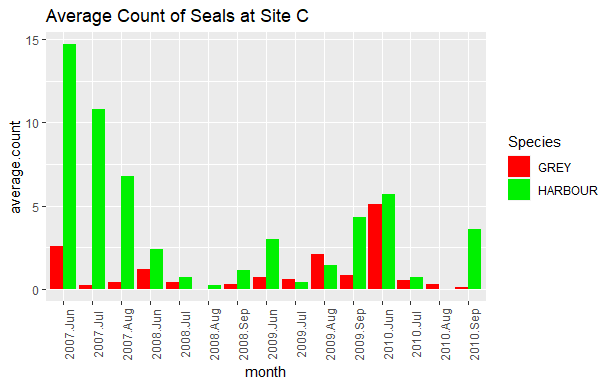 Average Count of Seals at Site C
15
10
5
0
average.count
2007.Jun
2007.Jul
2007.Aug
2008.Jun
2008.Jul
2008.Aug
2008.Sep
2009.Jun
2009.Jul
2009.Aug
2009.Sep
2010.Jun
2010.Jul
2010.Aug
2010.Sep
month
Species
GREY
HARBOUR